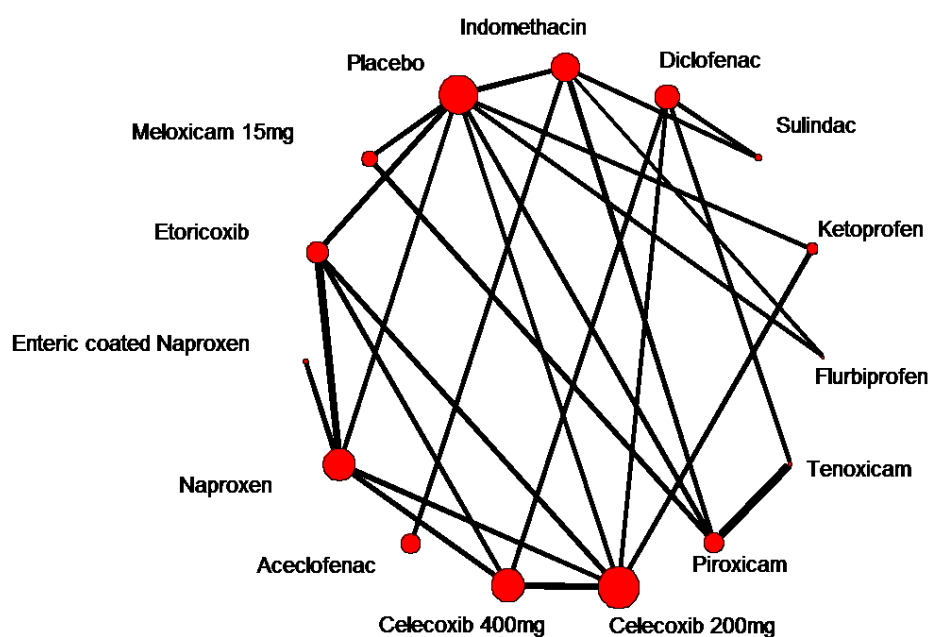 Indomethacin
Placebo
Diclofenac
Meloxicam 15mg
Sulindac
Etoricoxib
Ketoprofen
Enteric coated Naproxen
Flurbiprofen
Naproxen
Tenoxicam
Aceclofenac
Piroxicam
Celecoxib 400mg
Celecoxib 200mg